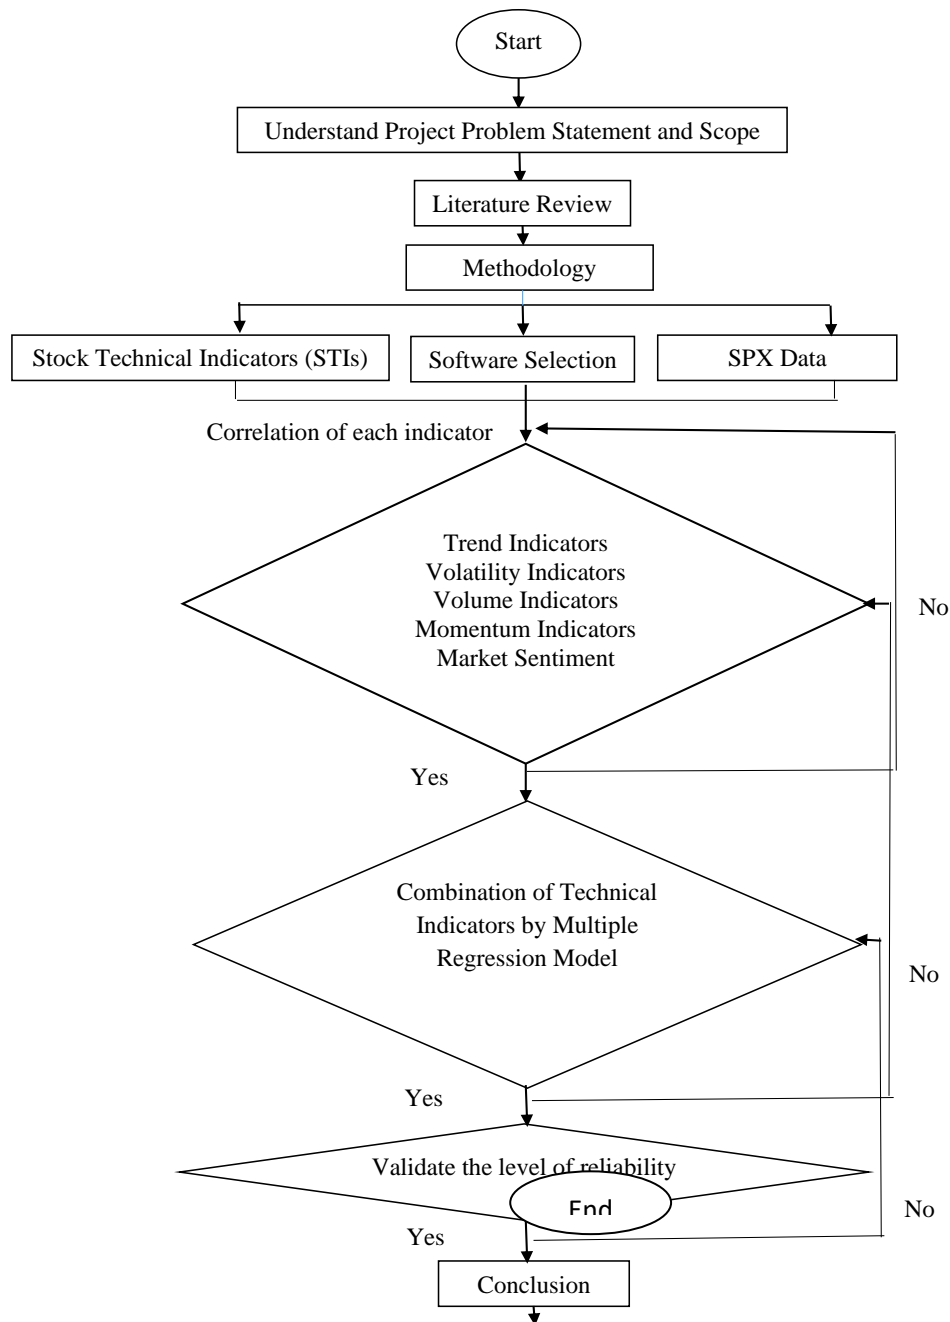 Start
Understand Project Problem Statement and Scope
Literature Review
Methodology
Stock Technical Indicators (STIs)
Software Selection
SPX Data
Correlation of each indicator
Trend Indicators
Volatility Indicators
Volume Indicators
Momentum Indicators
Market Sentiment
No
Yes
Combination of Technical
Indicators by Multiple
Regression Model
No
Yes
Validate the level of reliability
End
No
Yes
Conclusion